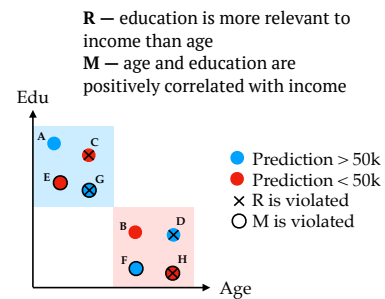 R — education is more relevant to
income than age
M — age and education are
positively correlated with income
Edu
A
C
E
G
Prediction > 50k
Prediction < 50k
R is violated
M is violated
B
D
F
H
Age